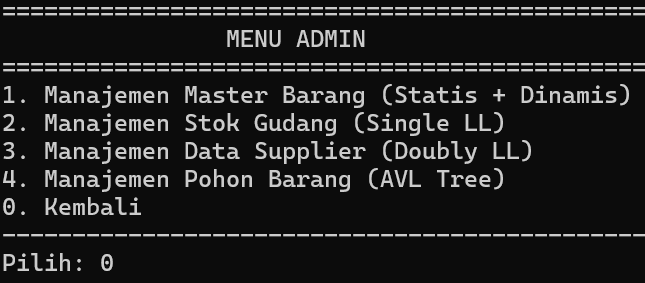 ==============================================
MENU ADMIN
==============================================
1. Manajemen Master Barang (Statis + Dinamis)
2. Manajemen Stok Gudang (Single LL)
3. Manajemen Data Supplier (Doubly LL)
4. Manajemen Pohon Barang (AVL Tree)
0. Kembali
----------------------------------------------
Pilih: 0